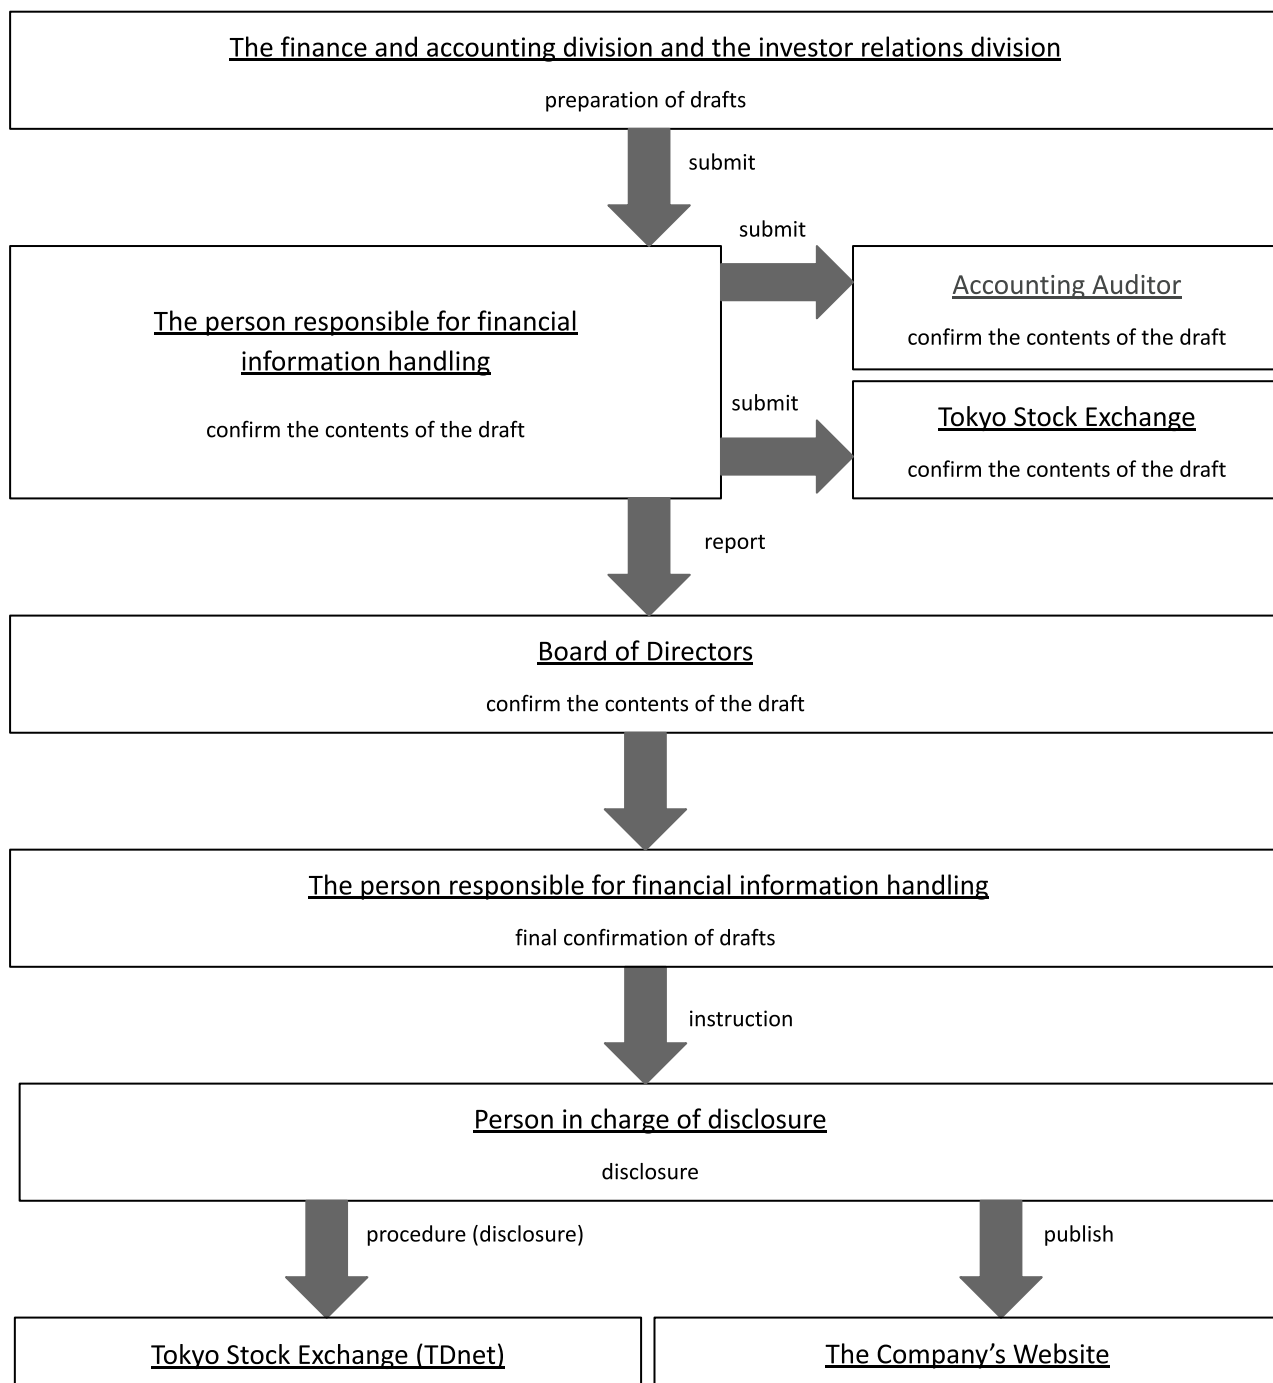 The finance and accounting division and the investor relations division
preparation of drafts
submit
submit
The person responsible for financial
information handling
confirm the contents of the draft
Accounting Auditor
confirm the contents of the draft
submit
Tokyo Stock Exchange
confirm the contents of the draft
report
Board of Directors
confirm the contents of the draft
The person responsible for financial information handling
final confirmation of drafts
instruction
Person in charge of disclosure
disclosure
procedure (disclosure)
publish
Tokyo Stock Exchange (TDnet)
The Company’s Website